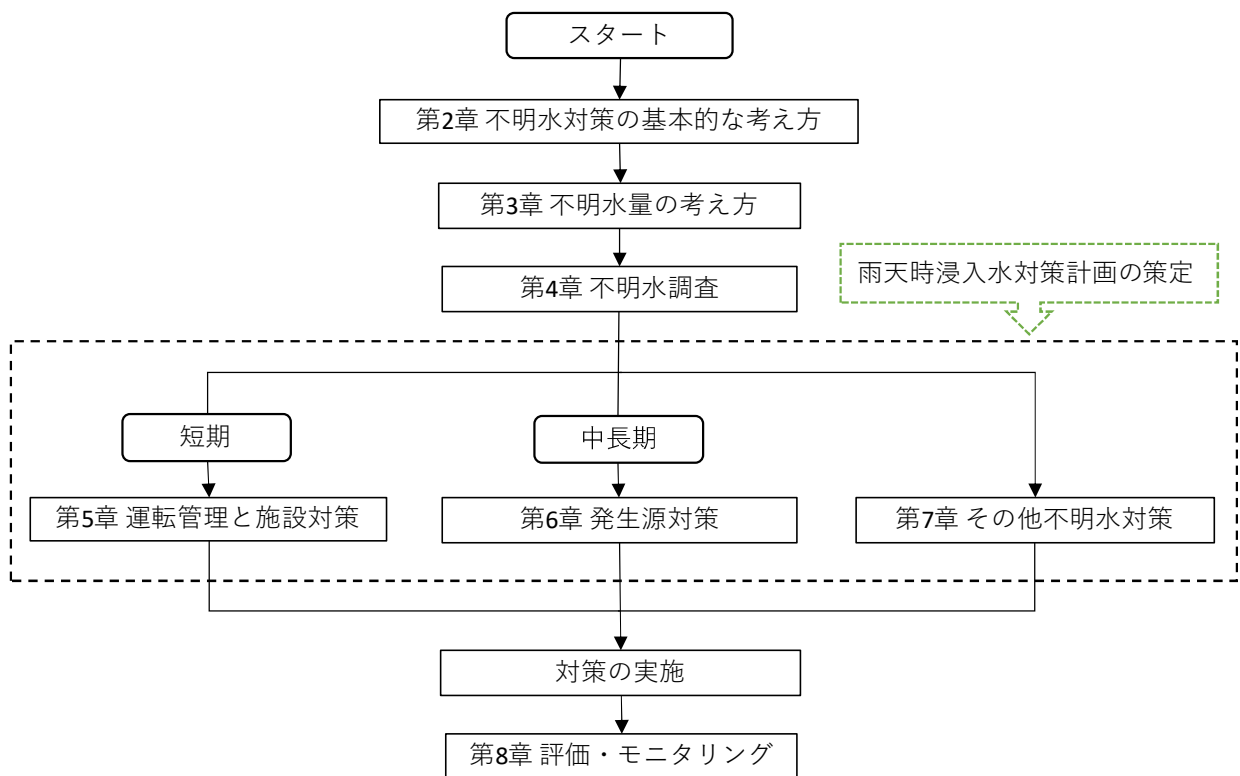 スタート
第2章 不明水対策の基本的な考え方
第3章 不明水量の考え方
雨天時浸入水対策計画の策定
第4章 不明水調査
短期
中長期
第5章 運転管理と施設対策
第6章 発生源対策
第7章 その他不明水対策
対策の実施
第8章 評価・モニタリング